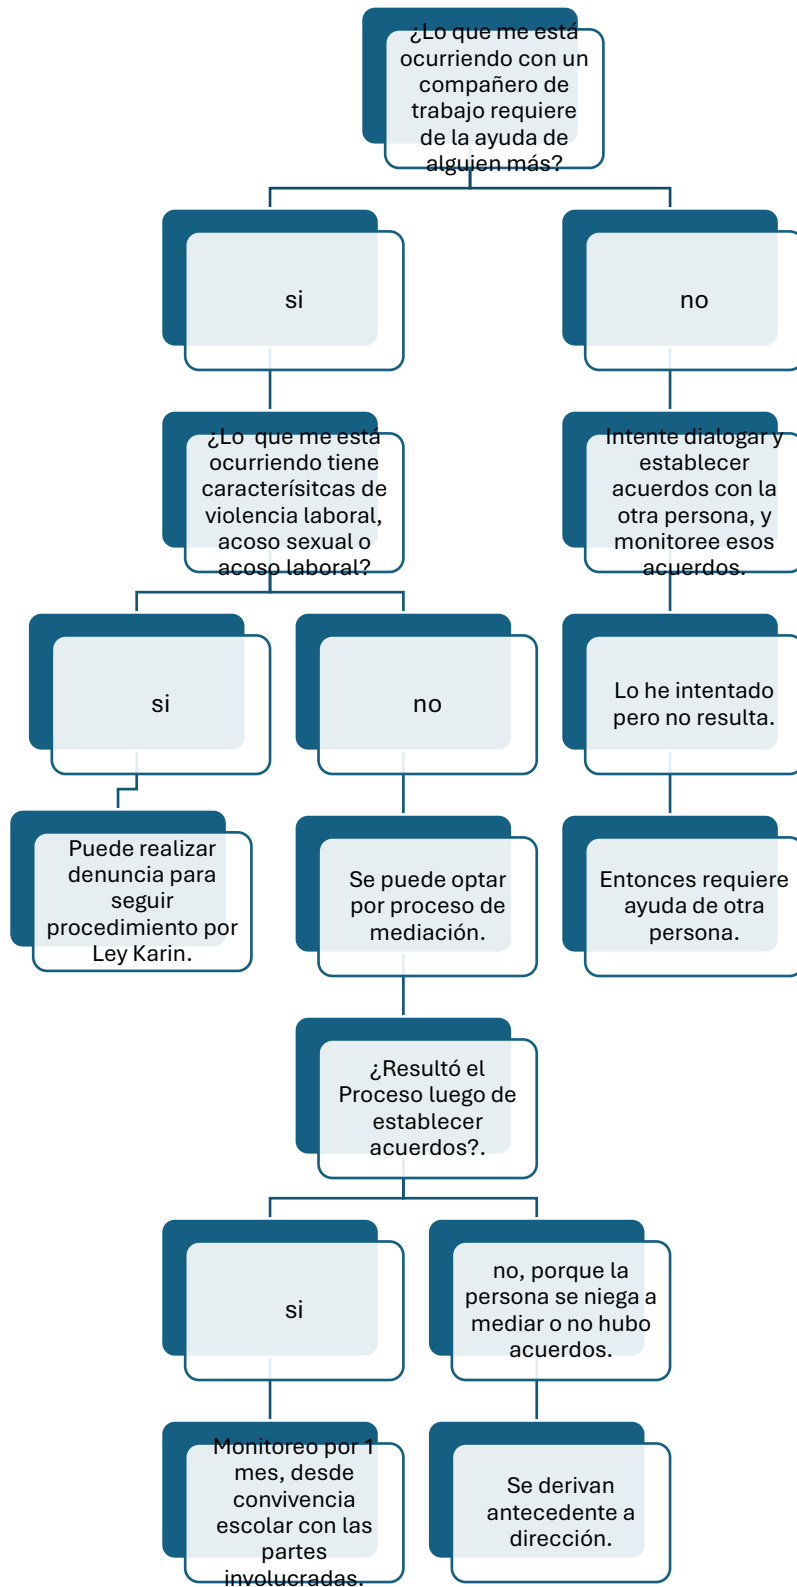 ¿Lo que me está
ocurriendo con un
compañero de
trabajo requiere
de la ayuda de
alguien más?
si
no
¿Lo que me está
ocurriendo tiene
caracterísitcas de
violencia laboral,
acoso sexual o
acoso laboral?
Intente dialogar y
establecer
acuerdos con la
otra persona, y
monitoree esos
acuerdos.
si
no
Lo he intentado
pero no resulta.
Puede realizar
denuncia para
seguir
procedimiento por
Ley Karin.
Se puede optar
por proceso de
mediación.
Entonces requiere
ayuda de otra
persona.
¿Resultó el
Proceso luego de
establecer
acuerdos?.
si
no, porque la
persona se niega a
mediar o no hubo
acuerdos.
Monitoreo por 1
mes, desde
convivencia
escolar con las
partes
involucradas.
Se derivan
antecedente a
dirección.